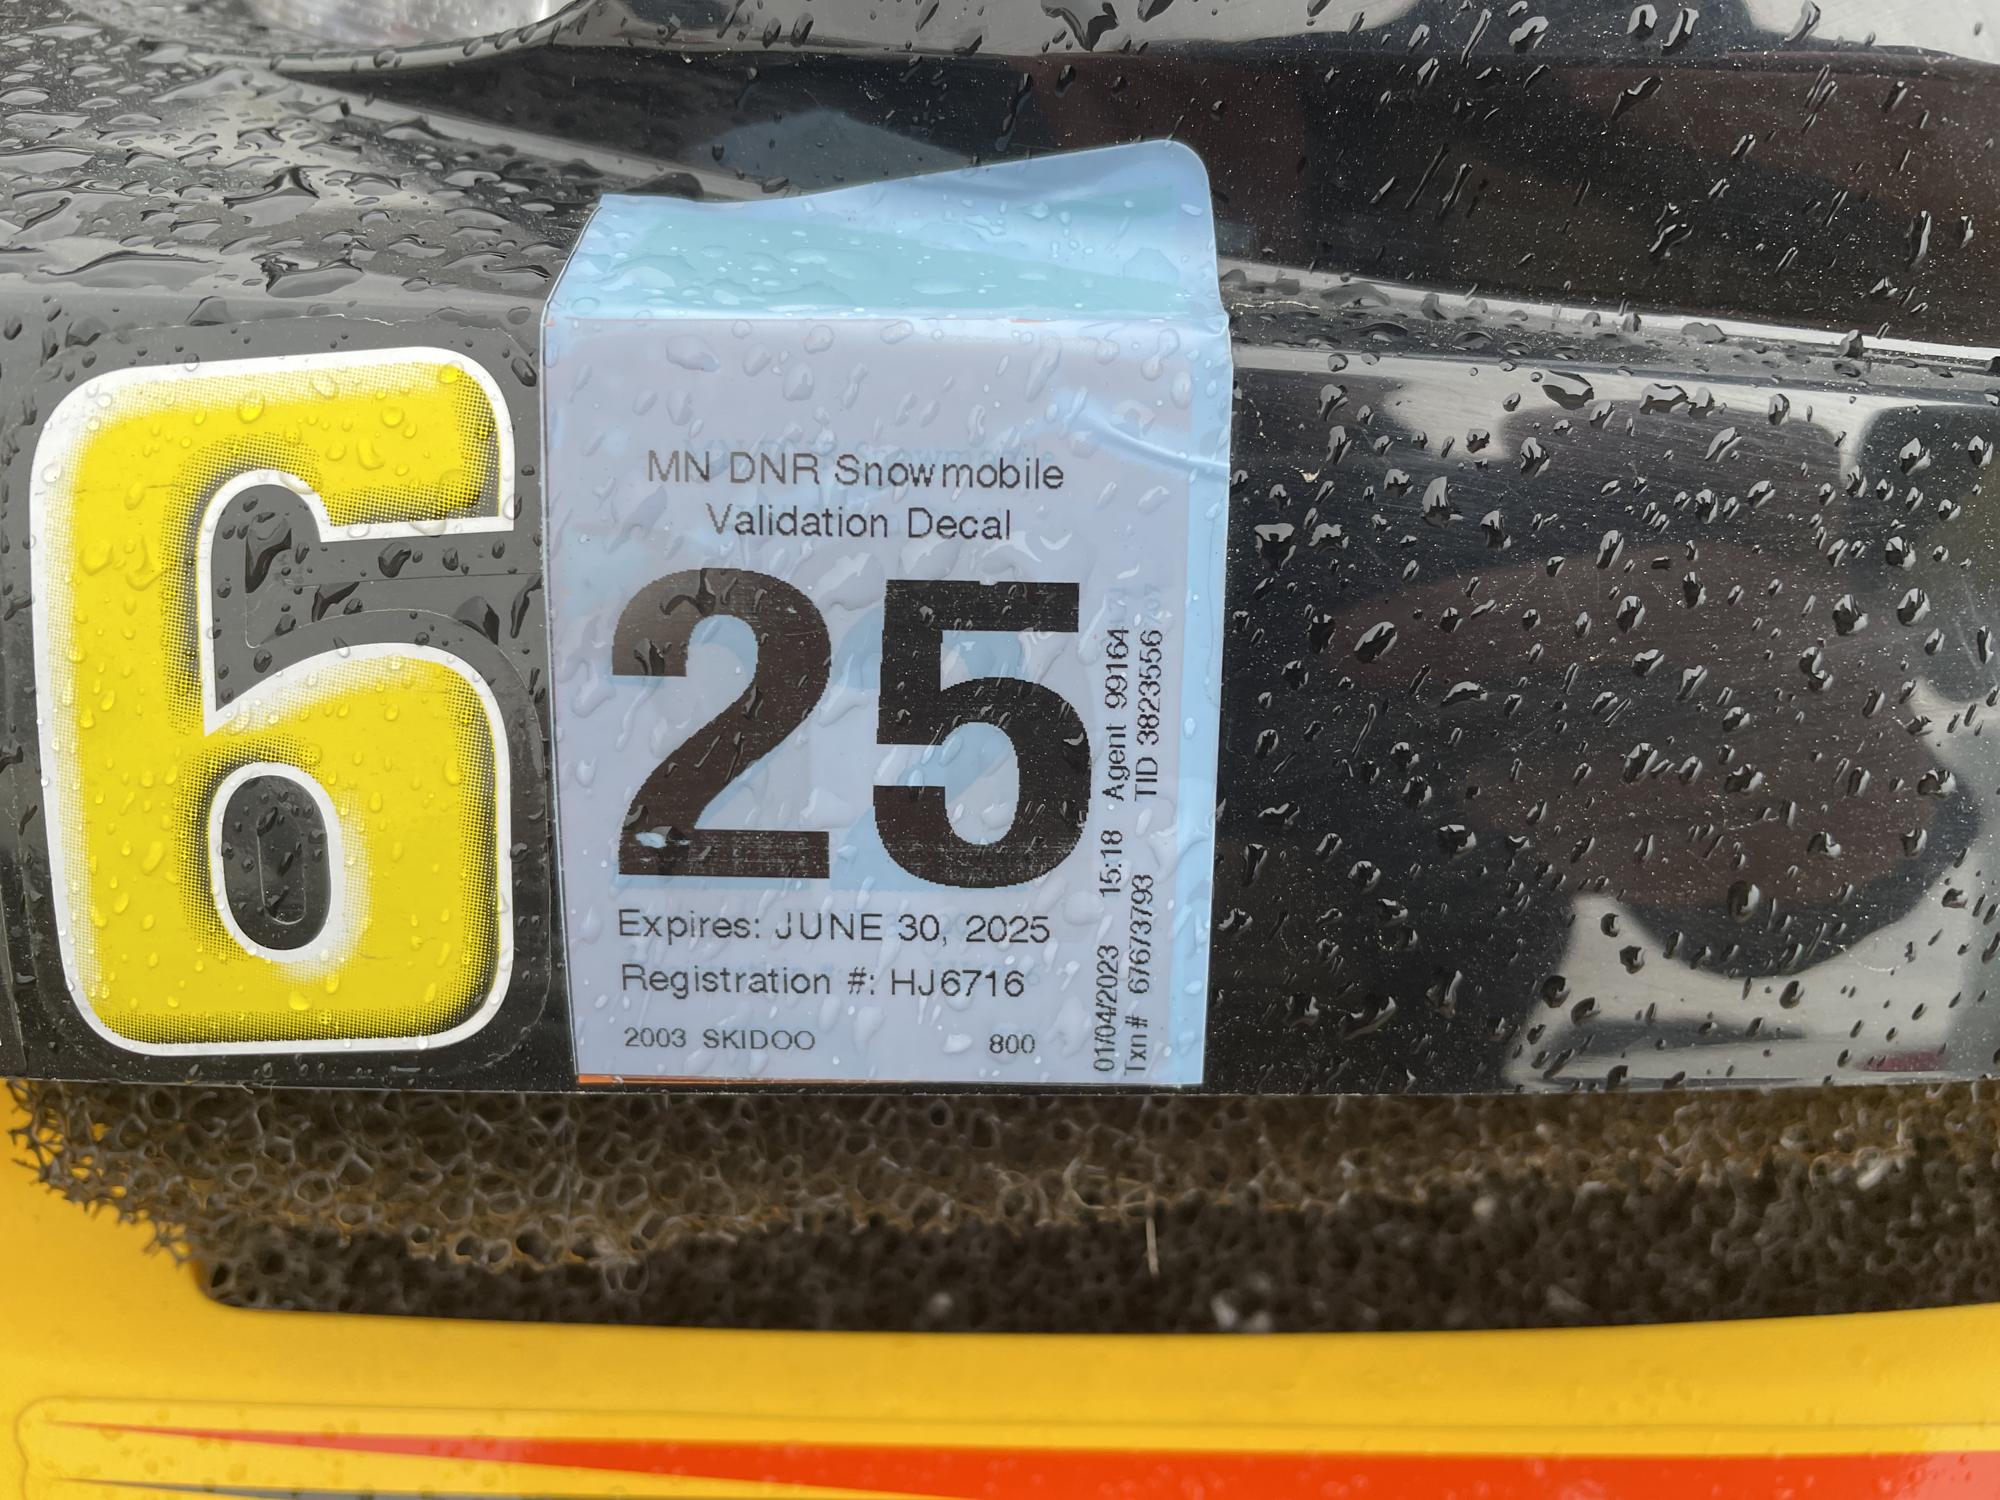 6
MN DNR Snowmobile
Validation Decal
25
Expires: JUNE 30, 2025
Registration #: HJ6716
2003 SKIDOO 800
01/04/2023 15:18 Agent 99164
Txn# 67673793 TID 3823556